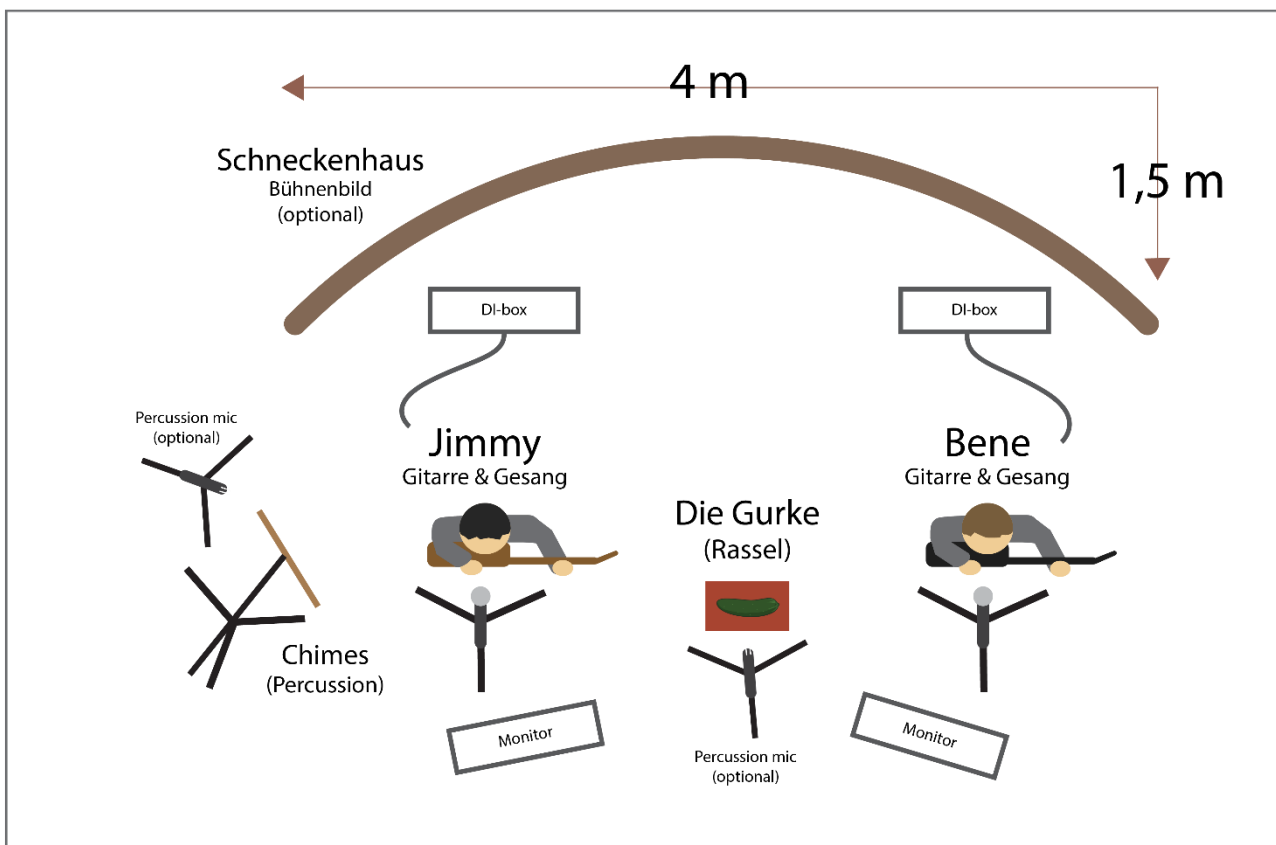 4 m
Schneckenhaus
Bühnenbild
(optional)
1,5 m
DI-box
DI-box
Percussion mic
(optional)
Jimmy
Gitarre & Gesang
Bene
Gitarre & Gesang
Die Gurke
(Rassel)
Chimes
(Percussion)
Monitor
Monitor
Percussion mic
(optional)